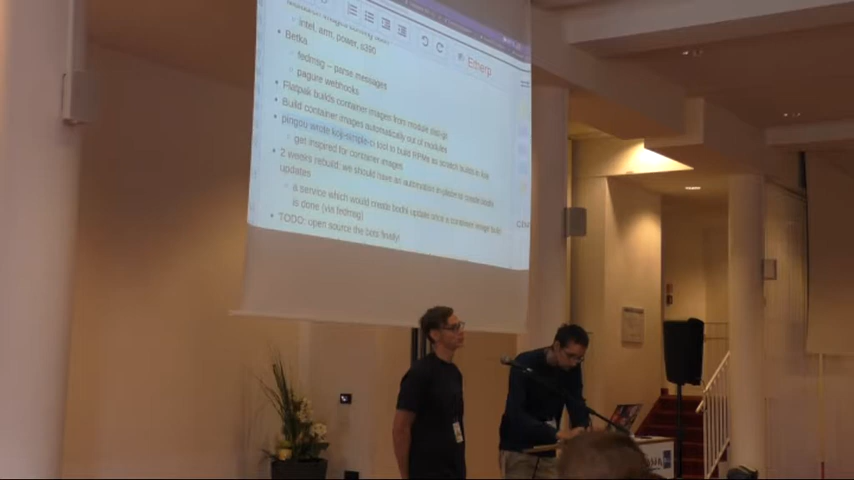 intel, arm, power, s390
Betka
fedmsg – parse messages
pagure webhooks
Flatpak builds container images from module
Build container images automatically out of modules
pingou wrote koji-simple-ci tool to build RPMs as scratch builds in koji
get inspired for container images
2 weeks rebuild: we should have an automation in place to create bodhi
updates
a service which would create bodhi update once a container image build
is done (via fedmsg)
TODO: open source the bots finally!
Etherp